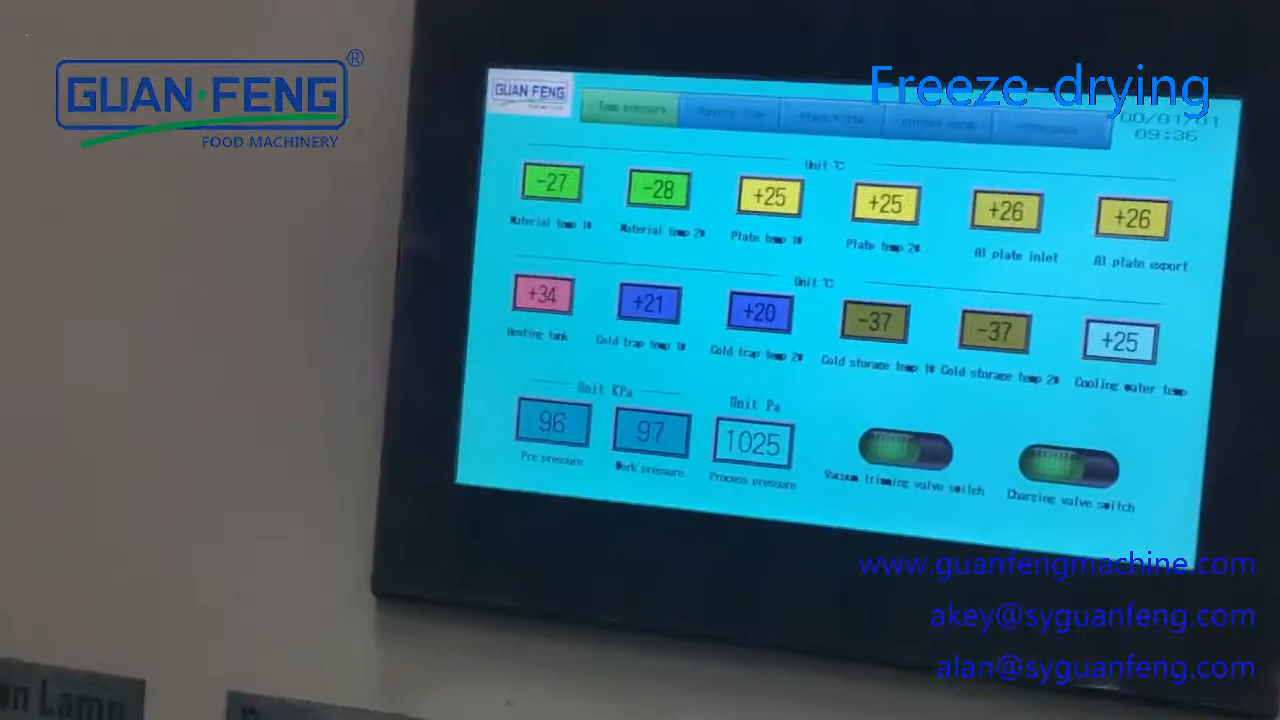 GUAN·FENG®
FOOD MACHINERY
Freeze-drying
GUAN·FENG
Temp pressure
00/01/01
09:36
Unit ℃
-27 -28 +25 +25 +26 +26
Material temp 1# Material temp 2# Plate temp 1# Plate temp 2# Al plate inlet Al plate export
Unit ℃
+34 +21 +20 -37 -37 +25
Heating tank Cold trap temp 1# Cold trap temp 2# Cold storage temp 1# Cold storage temp 2# Cooling water temp
Unit KPa Unit Pa
96 97 1025
Pre pressure Work pressure Process pressure Vacuum trimming valve switch Charging valve switch
www.guanfengmachine.com
akey@syguanfeng.com
alan@syguanfeng.com
Lamp